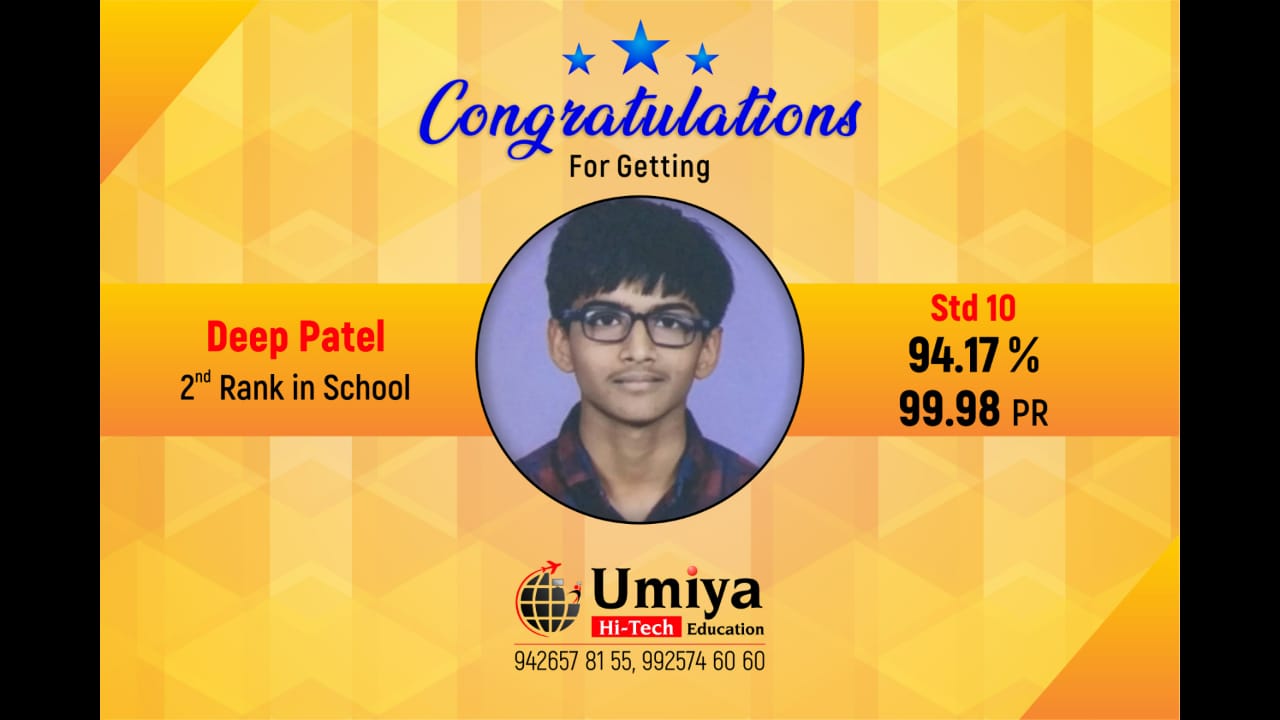 Congratulations
For Getting
Deep Patel
2nd Rank in School
Std 10
94.17 %
99.98 PR
Umiya
Hi-Tech Education
942657 81 55, 992574 60 60